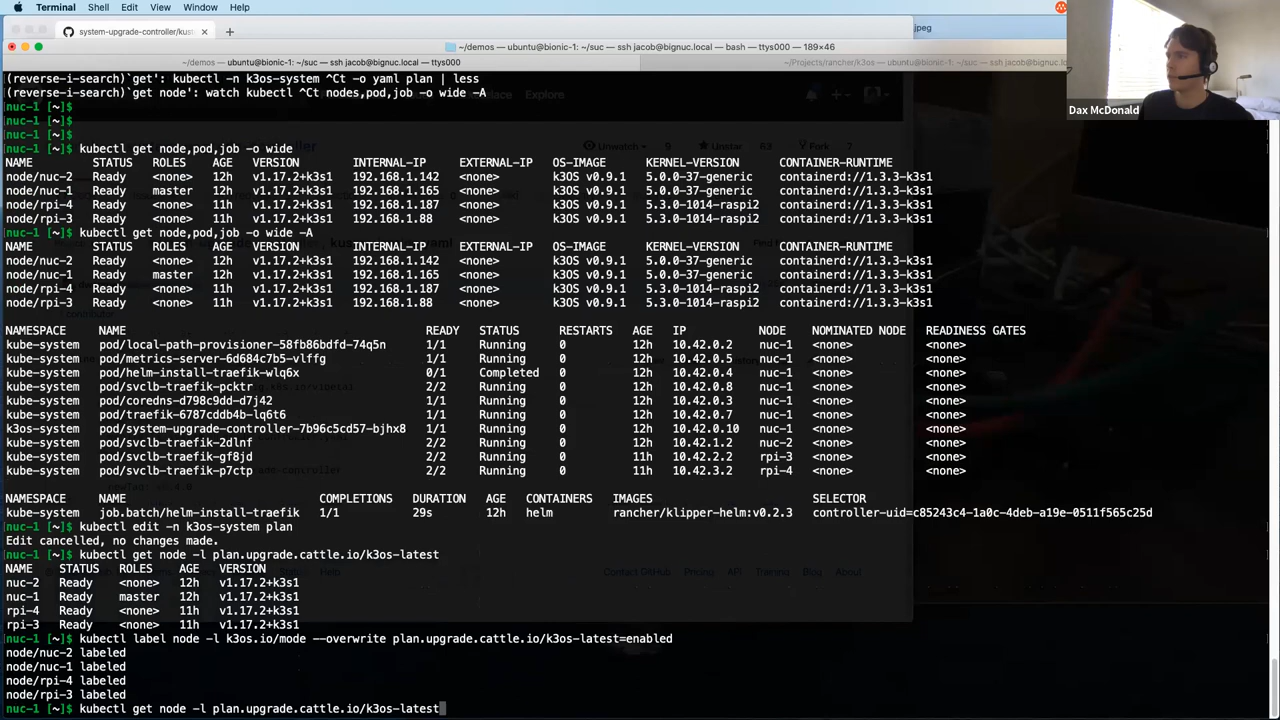 Terminal Shell Edit View Window Help
system-upgrade-controller/kust × +
jpeg
~/demos — ubuntu@bionic-1: ~/suc — ssh jacob@bignuc.local — bash — ttys000 — 189×46
~/demos — ubuntu@bionic-1: ~/suc — ssh jacob@bignuc.local — ttys000
~/Projects/rancher/k3os — ubuntu@bionic-1: ~/suc — ssh jacob@bignuc.local — ttys001
Dax McDonald
(reverse-i-search)`get': kubectl -n k3os-system ^Ct -o yaml plan | less
(reverse-i-search)`get node': watch kubectl ^Ct nodes,pod,job -o wide -A
nuc-1 [~]$
nuc-1 [~]$
nuc-1 [~]$
nuc-1 [~]$ kubectl get node,pod,job -o wide
NAME STATUS ROLES AGE VERSION INTERNAL-IP EXTERNAL-IP OS-IMAGE KERNEL-VERSION CONTAINER-RUNTIME
node/nuc-2 Ready <none> 12h v1.17.2+k3s1 192.168.1.142 <none> k3OS v0.9.1 5.0.0-37-generic containerd://1.3.3-k3s1
node/nuc-1 Ready master 12h v1.17.2+k3s1 192.168.1.165 <none> k3OS v0.9.1 5.0.0-37-generic containerd://1.3.3-k3s1
node/rpi-4 Ready <none> 11h v1.17.2+k3s1 192.168.1.187 <none> k3OS v0.9.1 5.3.0-1014-raspi2 containerd://1.3.3-k3s1
node/rpi-3 Ready <none> 11h v1.17.2+k3s1 192.168.1.88 <none> k3OS v0.9.1 5.3.0-1014-raspi2 containerd://1.3.3-k3s1
nuc-1 [~]$ kubectl get node,pod,job -o wide -A
NAME STATUS ROLES AGE VERSION INTERNAL-IP EXTERNAL-IP OS-IMAGE KERNEL-VERSION CONTAINER-RUNTIME
node/nuc-2 Ready <none> 12h v1.17.2+k3s1 192.168.1.142 <none> k3OS v0.9.1 5.0.0-37-generic containerd://1.3.3-k3s1
node/nuc-1 Ready master 12h v1.17.2+k3s1 192.168.1.165 <none> k3OS v0.9.1 5.0.0-37-generic containerd://1.3.3-k3s1
node/rpi-4 Ready <none> 11h v1.17.2+k3s1 192.168.1.187 <none> k3OS v0.9.1 5.3.0-1014-raspi2 containerd://1.3.3-k3s1
node/rpi-3 Ready <none> 11h v1.17.2+k3s1 192.168.1.88 <none> k3OS v0.9.1 5.3.0-1014-raspi2 containerd://1.3.3-k3s1
NAMESPACE NAME READY STATUS RESTARTS AGE IP NODE NOMINATED NODE READINESS GATES
kube-system pod/local-path-provisioner-58fb86bdfd-74q5n 1/1 Running 0 12h 10.42.0.2 nuc-1 <none> <none>
kube-system pod/metrics-server-6d684c7b5-vlffg 1/1 Running 0 12h 10.42.0.5 nuc-1 <none> <none>
kube-system pod/helm-install-traefik-wlq6x 0/1 Completed 0 12h 10.42.0.4 nuc-1 <none> <none>
kube-system pod/svclb-traefik-pcktr 2/2 Running 0 12h 10.42.0.8 nuc-1 <none> <none>
kube-system pod/coredns-d798c9dd-d7j42 1/1 Running 0 12h 10.42.0.3 nuc-1 <none> <none>
kube-system pod/traefik-6787cddb4b-lq6t6 1/1 Running 0 12h 10.42.0.7 nuc-1 <none> <none>
k3os-system pod/system-upgrade-controller-7b96c5cd57-bjhx8 1/1 Running 0 12h 10.42.0.10 nuc-1 <none> <none>
kube-system pod/svclb-traefik-2dlnf 2/2 Running 0 12h 10.42.1.2 nuc-2 <none> <none>
kube-system pod/svclb-traefik-gf8jd 2/2 Running 0 11h 10.42.2.2 rpi-3 <none> <none>
kube-system pod/svclb-traefik-p7ctp 2/2 Running 0 11h 10.42.3.2 rpi-4 <none> <none>
NAMESPACE NAME COMPLETIONS DURATION AGE CONTAINERS IMAGES SELECTOR
kube-system job.batch/helm-install-traefik 1/1 29s 12h helm rancher/klipper-helm:v0.2.3 controller-uid=c85243c4-1a0c-4deb-a19e-0511f565c25d
nuc-1 [~]$ kubectl edit -n k3os-system plan
Edit cancelled, no changes made.
nuc-1 [~]$ kubectl get node -l plan.upgrade.cattle.io/k3os-latest
NAME STATUS ROLES AGE VERSION
nuc-2 Ready <none> 12h v1.17.2+k3s1
nuc-1 Ready master 12h v1.17.2+k3s1
rpi-4 Ready <none> 11h v1.17.2+k3s1
rpi-3 Ready <none> 11h v1.17.2+k3s1
nuc-1 [~]$ kubectl label node -l k3os.io/mode --overwrite plan.upgrade.cattle.io/k3os-latest=enabled
node/nuc-2 labeled
node/nuc-1 labeled
node/rpi-4 labeled
node/rpi-3 labeled
nuc-1 [~]$ kubectl get node -l plan.upgrade.cattle.io/k3os-latest